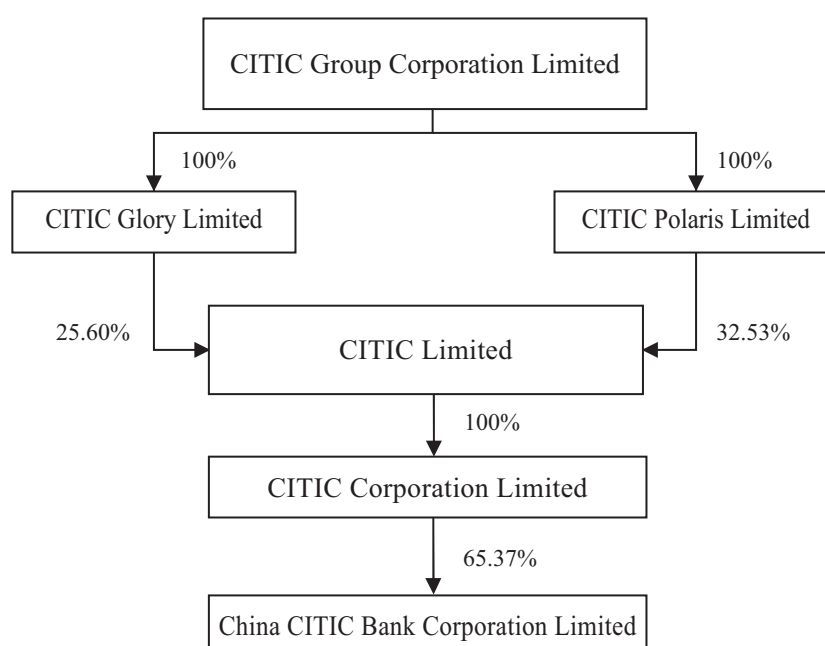 CITIC Group Corporation Limited
100%
100%
CITIC Glory Limited
CITIC Polaris Limited
25.60%
32.53%
CITIC Limited
100%
CITIC Corporation Limited
65.37%
China CITIC Bank Corporation Limited